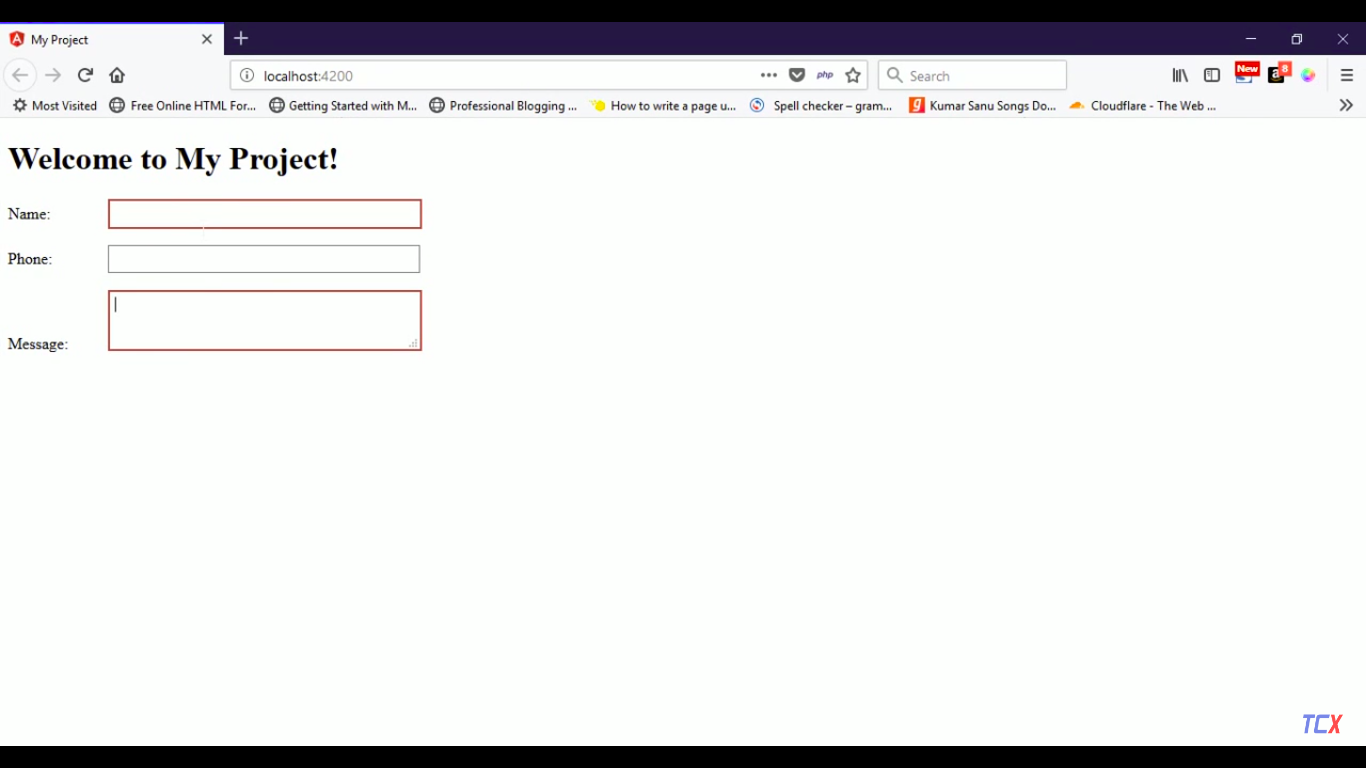 My Project
localhost:4200
php
Search
New
a
8
Most Visited
Free Online HTML For...
Getting Started with M...
Professional Blogging ...
How to write a page u...
Spell checker – gram...
g
Kumar Sanu Songs Do...
Cloudflare - The Web ...
Welcome to My Project!
Name:
Phone:
Message:
TCX